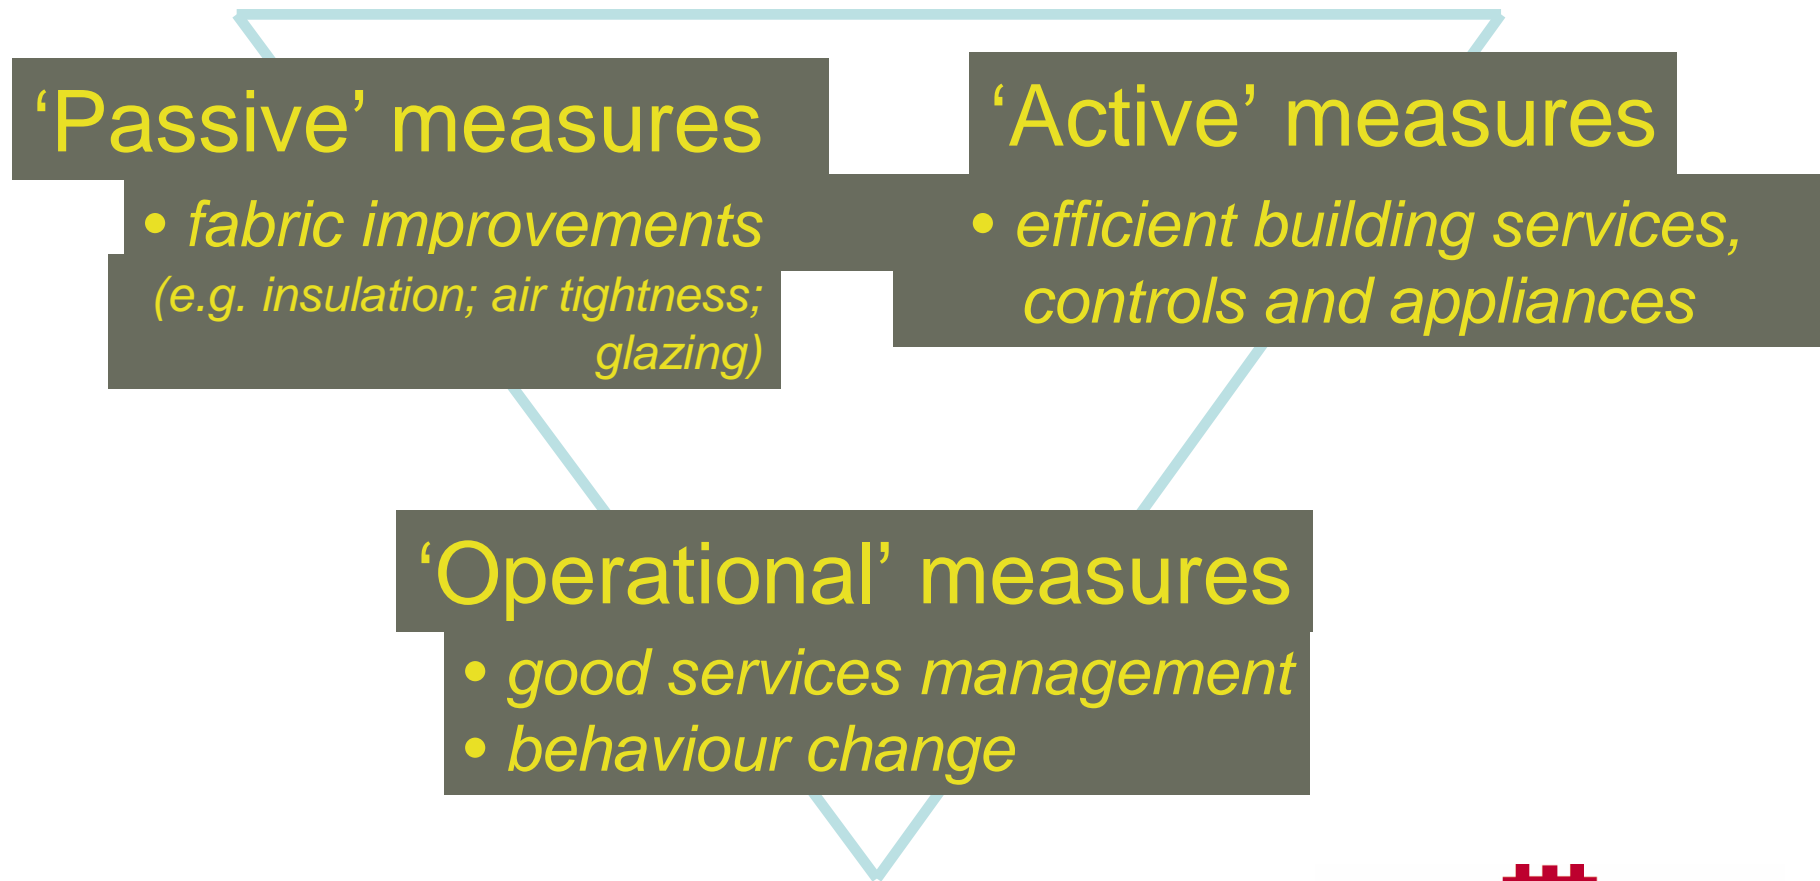 ‘Passive’ measures
• fabric improvements
(e.g. insulation; air tightness;
glazing)
‘Active’ measures
• efficient building services,
controls and appliances
‘Operational’ measures
• good services management
• behaviour change